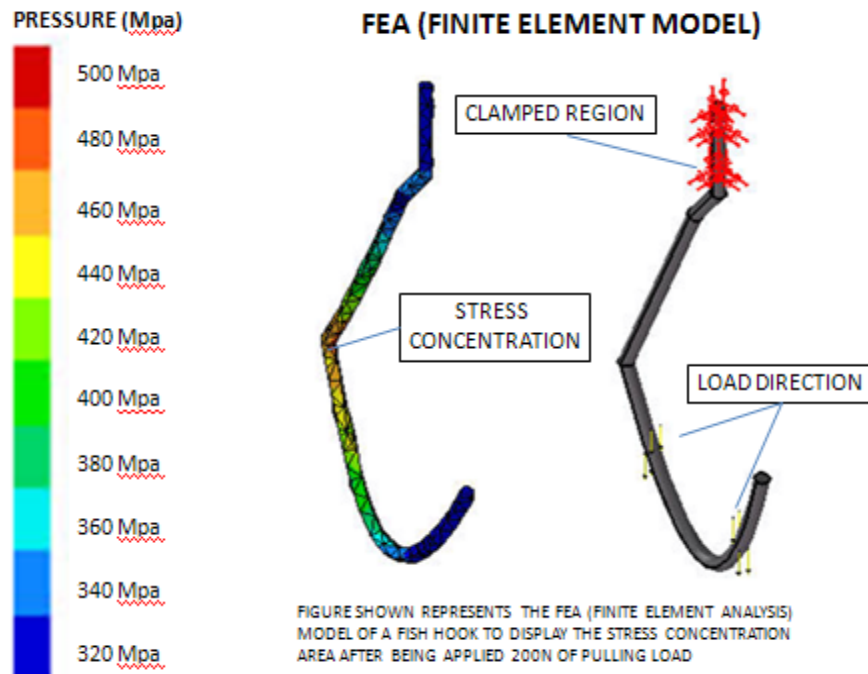 PRESSURE (Mpa)
500 Mpa
480 Mpa
460 Mpa
440 Mpa
420 Mpa
400 Mpa
380 Mpa
360 Mpa
340 Mpa
320 Mpa
FEA (FINITE ELEMENT MODEL)
CLAMPED REGION
STRESS
CONCENTRATION
LOAD DIRECTION
FIGURE SHOWN REPRESENTS THE FEA (FINITE ELEMENT ANALYSIS)
MODEL OF A FISH HOOK TO DISPLAY THE STRESS CONCENTRATION
AREA AFTER BEING APPLIED 200N OF PULLING LOAD